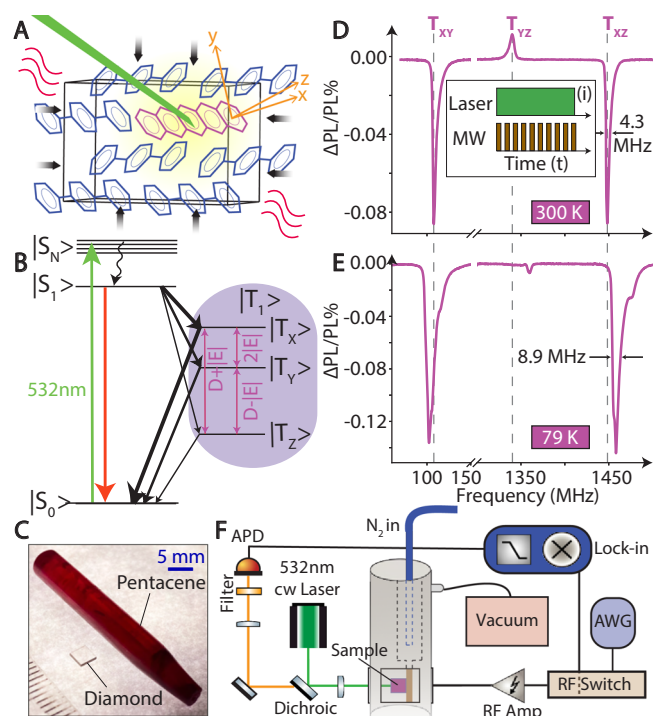 A
y
z
x
B
|S_N>
|S_1>
532nm
|S_0>
|T_1>
|T_X>
|T_Y>
|T_Z>
D+|E|
2|E|
D-|E|
C
5 mm
Pentacene
Diamond
D
T_XY
T_YZ
T_XZ
ΔPL/PL%
0.00
-0.04
-0.08
Laser
(i)
MW
Time (t)
4.3
MHz
300 K
E
ΔPL/PL%
0.00
-0.04
-0.08
-0.12
8.9 MHz
79 K
100
150
1350
1450
Frequency (MHz)
F
N₂ in
APD
532nm
cw Laser
Filter
Dichroic
Sample
Vacuum
Lock-in
AWG
RF Switch
RF Amp